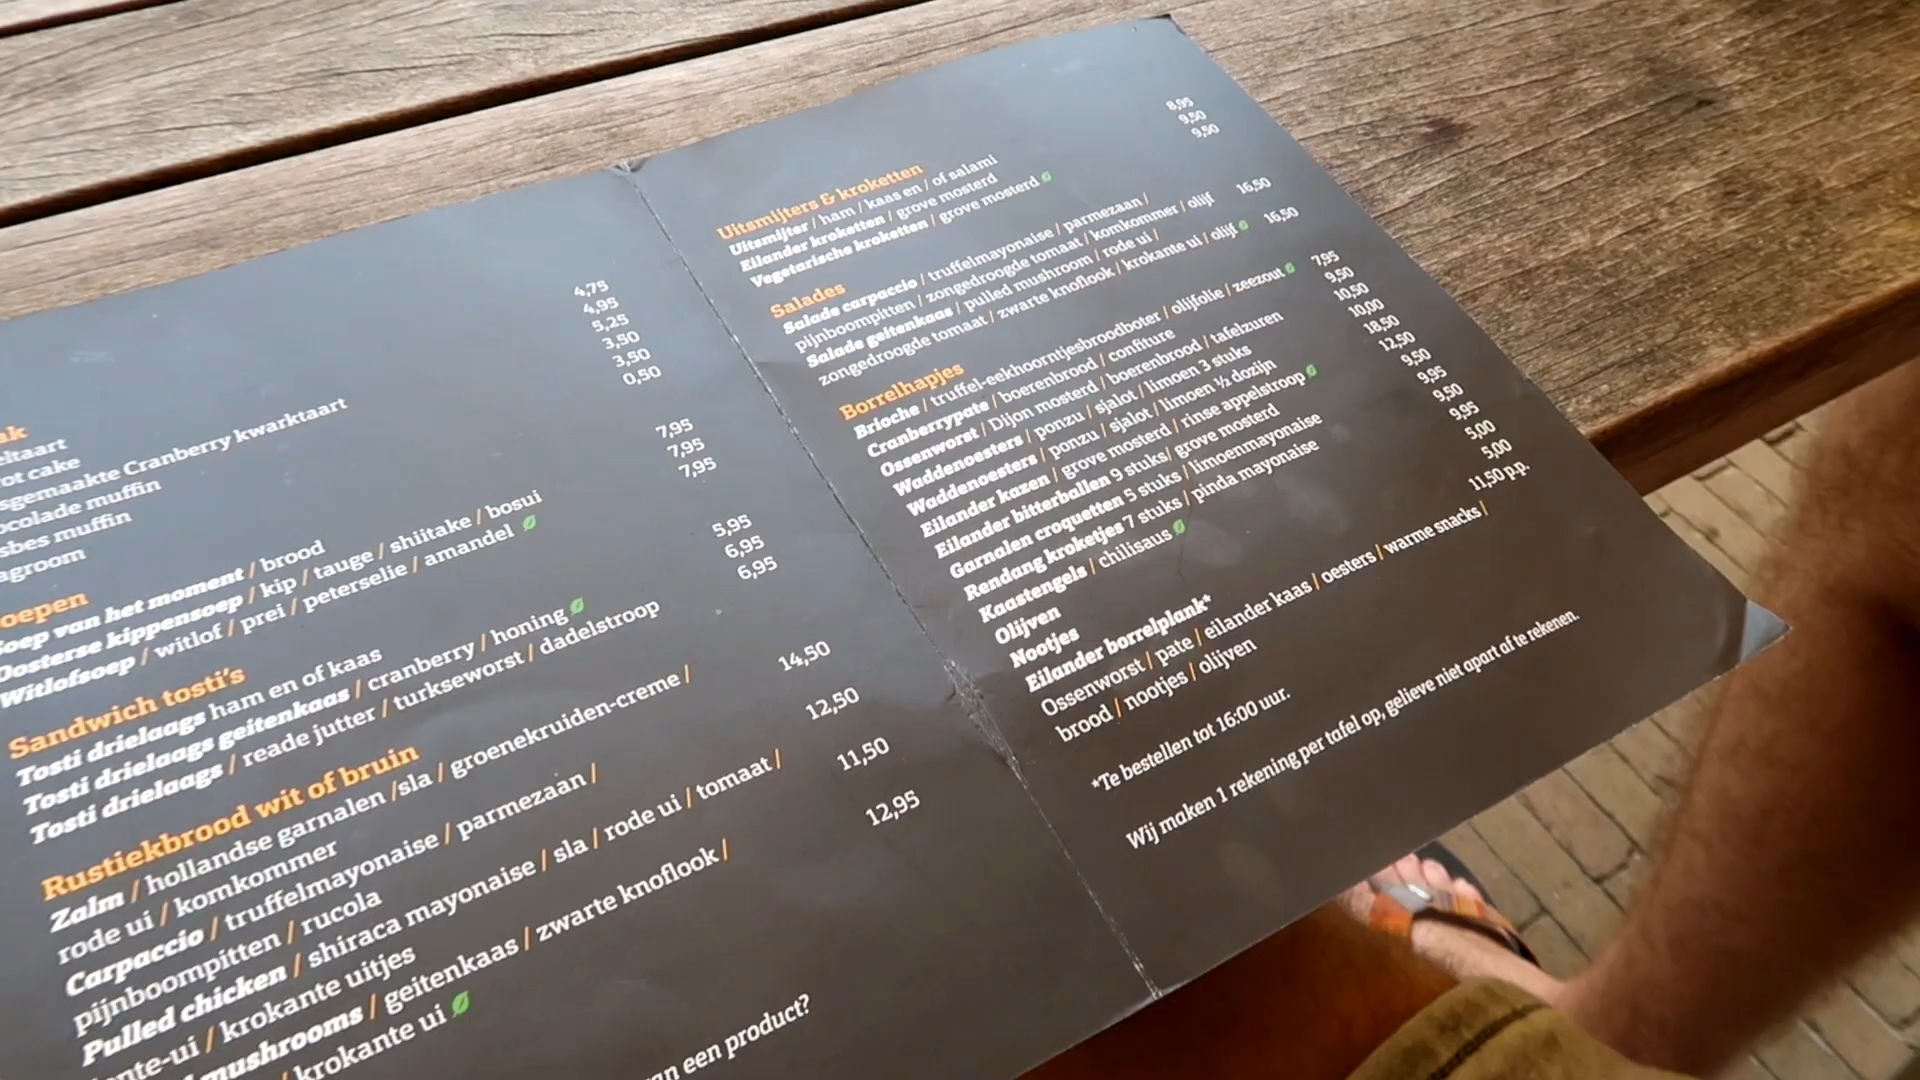 4,75
4,95
5,25
3,50
3,50
0,50
Cranberry kwarktaart
muffin
muffin
7,95
7,95
7,95
Soep van het moment / brood
Oosterse kippensoep / kip / tauge / shiitake / bosui
Witlofsoep / witlof / prei / peterselie / amandel
Sandwich tosti's
5,95
6,95
6,95
Tosti drielaags ham en of kaas
Tosti drielaags geitenkaas / cranberry / honing
Tosti drielaags / reade jutter / turkseworst / dadelstroop
Rustiekbrood wit of bruin
Zalm / hollandse garnalen /sla / groenekruiden-creme / 14,50
rode ui / komkommer
Carpaccio / truffelmayonaise / parmezaan / 12,50
pijnboompitten / rucola
Pulled chicken / shiraca mayonaise / sla / rode ui / tomaat / 11,50
krokante uitjes
mushrooms / geitenkaas / zwarte knoflook / 12,95
krokante ui
een product?
Uitsmijters & kroketten
Uitsmijter / ham / kaas en / of salami 8,95
Eilander kroketten / grove mosterd 9,50
Vegetarische kroketten / grove mosterd 9,50
Salades
Salade carpaccio / truffelmayonaise / parmezaan / 16,50
pijnboompitten / zongedroogde tomaat / komkommer / olijf
Salade geitenkaas / pulled mushroom / rode ui / 16,50
zongedroogde tomaat / zwarte knoflook / krokante ui / olijf
Borrelhapjes
Brioche / truffel-eekhoorntjesbroodboter / olijfolie / zeezout 7,95
Cranberrypate / boerenbrood / confiture 9,50
Ossenworst / Dijon mosterd / boerenbrood / tafelzuren 10,50
Waddenoesters / ponzu / sjalot / limoen 3 stuks 10,00
Waddenoesters / ponzu / sjalot / limoen ½ dozijn 18,50
Eilander kazen / grove mosterd / rinse appelstroop 12,50
Eilander bitterballen 9 stuks/ grove mosterd 9,50
Garnalen croquetten 5 stuks / limoenmayonaise 9,95
Rendang kroketjes 7 stuks / pinda mayonaise 9,50
Kaastengels / chilisaus 9,95
Olijven 5,00
Nootjes 5,00
Eilander borrelplank* 11,50 p.p.
Ossenworst / pate / eilander kaas / oesters / warme snacks /
brood / nootjes / olijven
*Te bestellen tot 16:00 uur.
Wij maken 1 rekening per tafel op, gelieve niet apart af te rekenen.